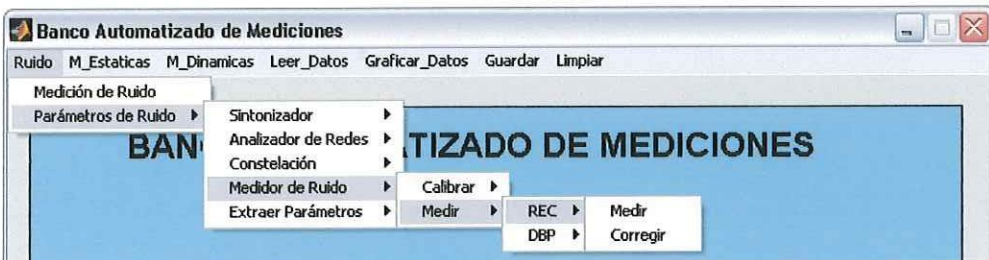 Banco Automatizado de Mediciones
Ruido M_Estaticas M_Dinamicas Leer_Datos Graficar_Datos Guardar Limpiar
Medición de Ruido
Parámetros de Ruido
Sintonizador
Analizador de Redes
Constelación
Medidor de Ruido
Extraer Parámetros
Calibrar
Medir
REC
DBP
Medir
Corregir
BAN TIZADO DE MEDICIONES